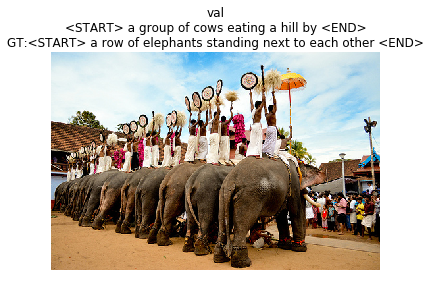 val
<START> a group of cows eating a hill by <END>
GT:<START> a row of elephants standing next to each other <END>